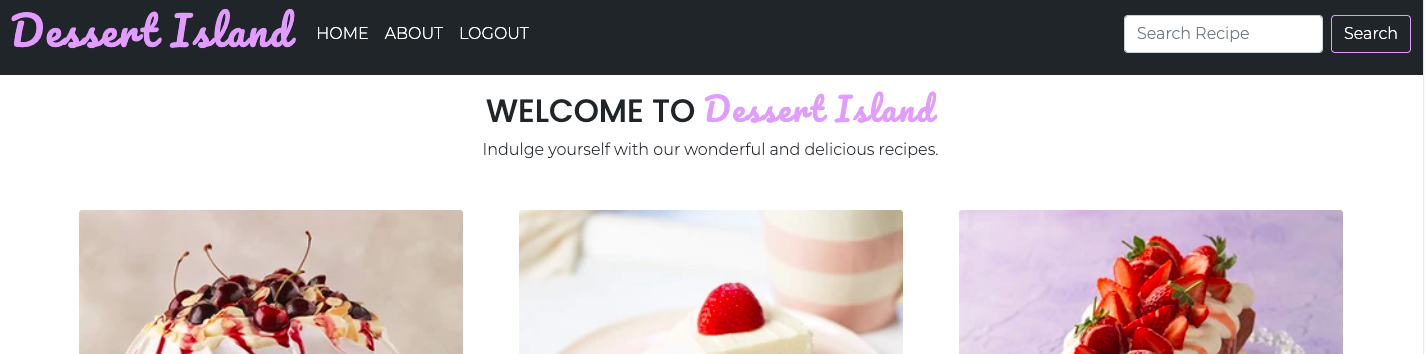 Dessert Island HOME ABOUT LOGOUT Search Recipe Search
WELCOME TO Dessert Island
Indulge yourself with our wonderful and delicious recipes.